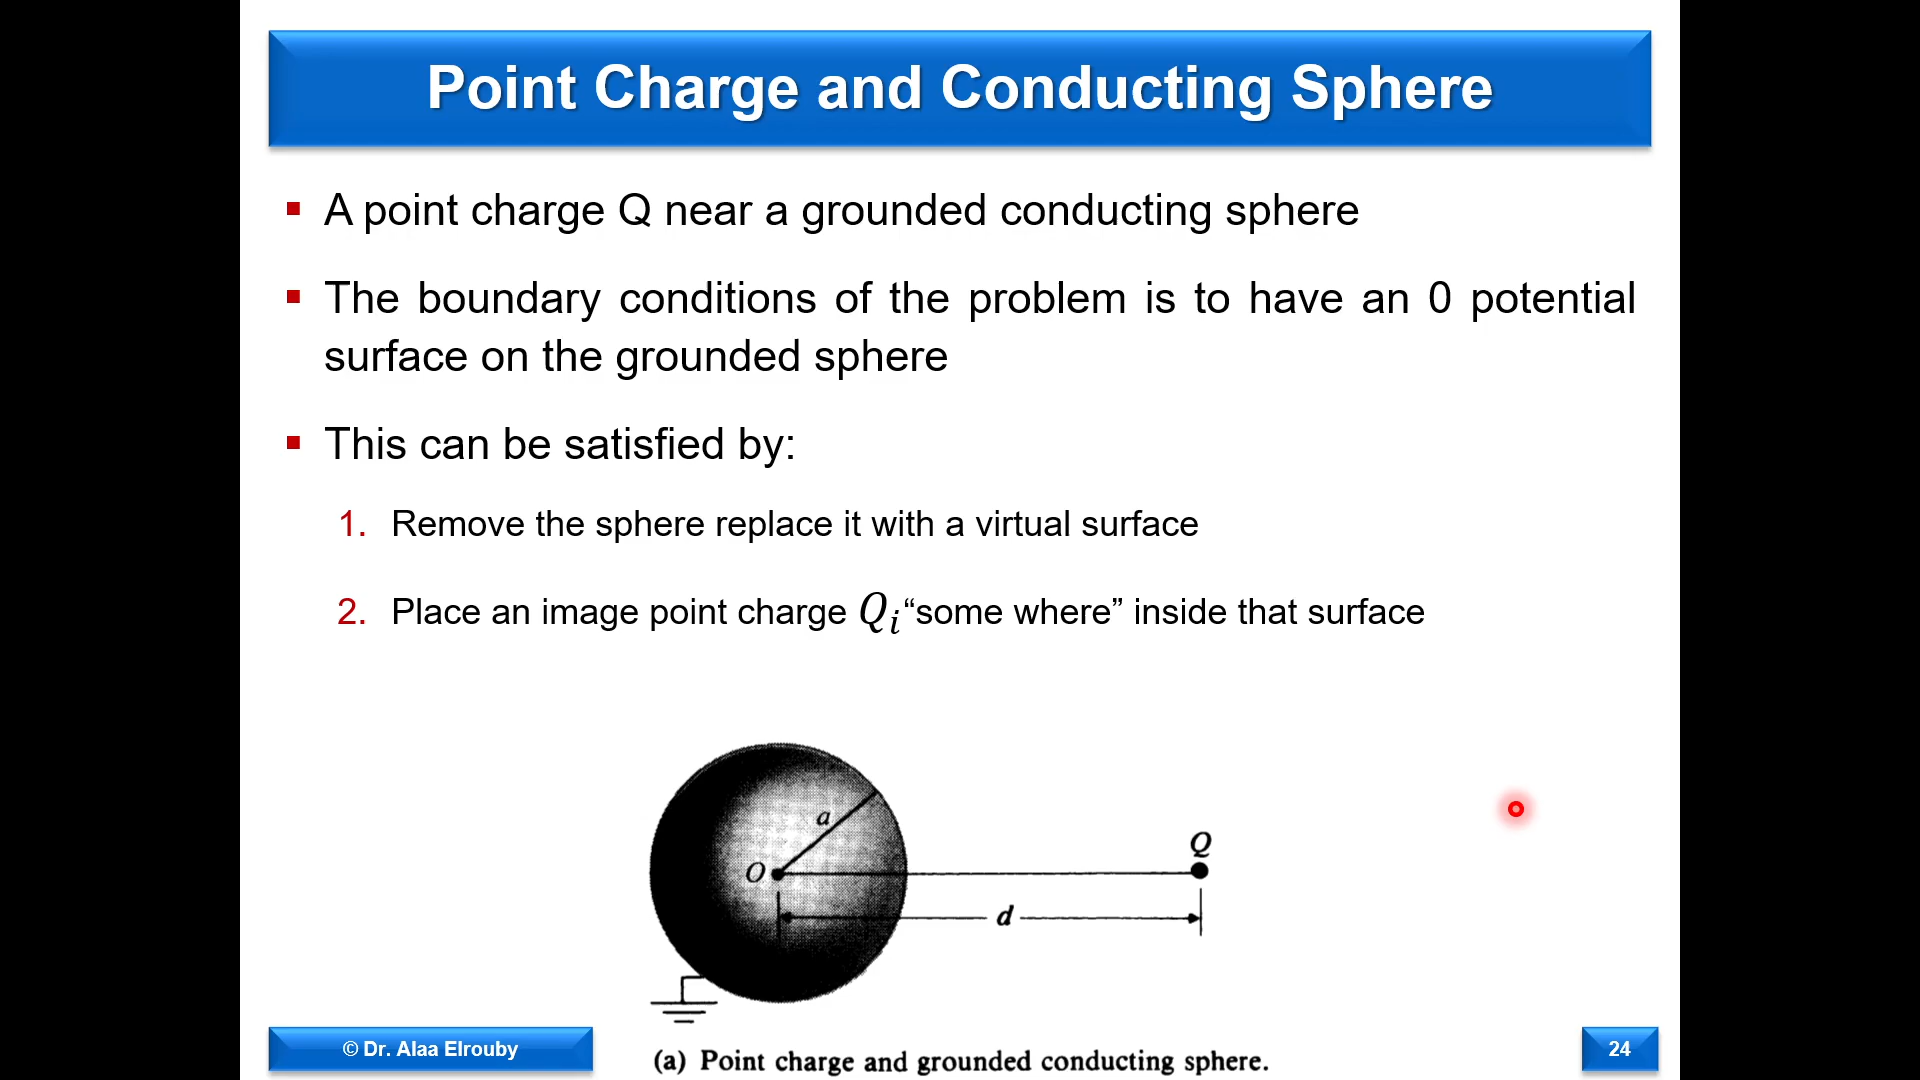 Point Charge and Conducting Sphere
▪ A point charge Q near a grounded conducting sphere
▪ The boundary conditions of the problem is to have an 0 potential
surface on the grounded sphere
▪ This can be satisfied by:
1. Remove the sphere replace it with a virtual surface
2. Place an image point charge Qᵢ “some where” inside that surface
a
O
Q
d
© Dr. Alaa Elrouby
(a) Point charge and grounded conducting sphere.
24